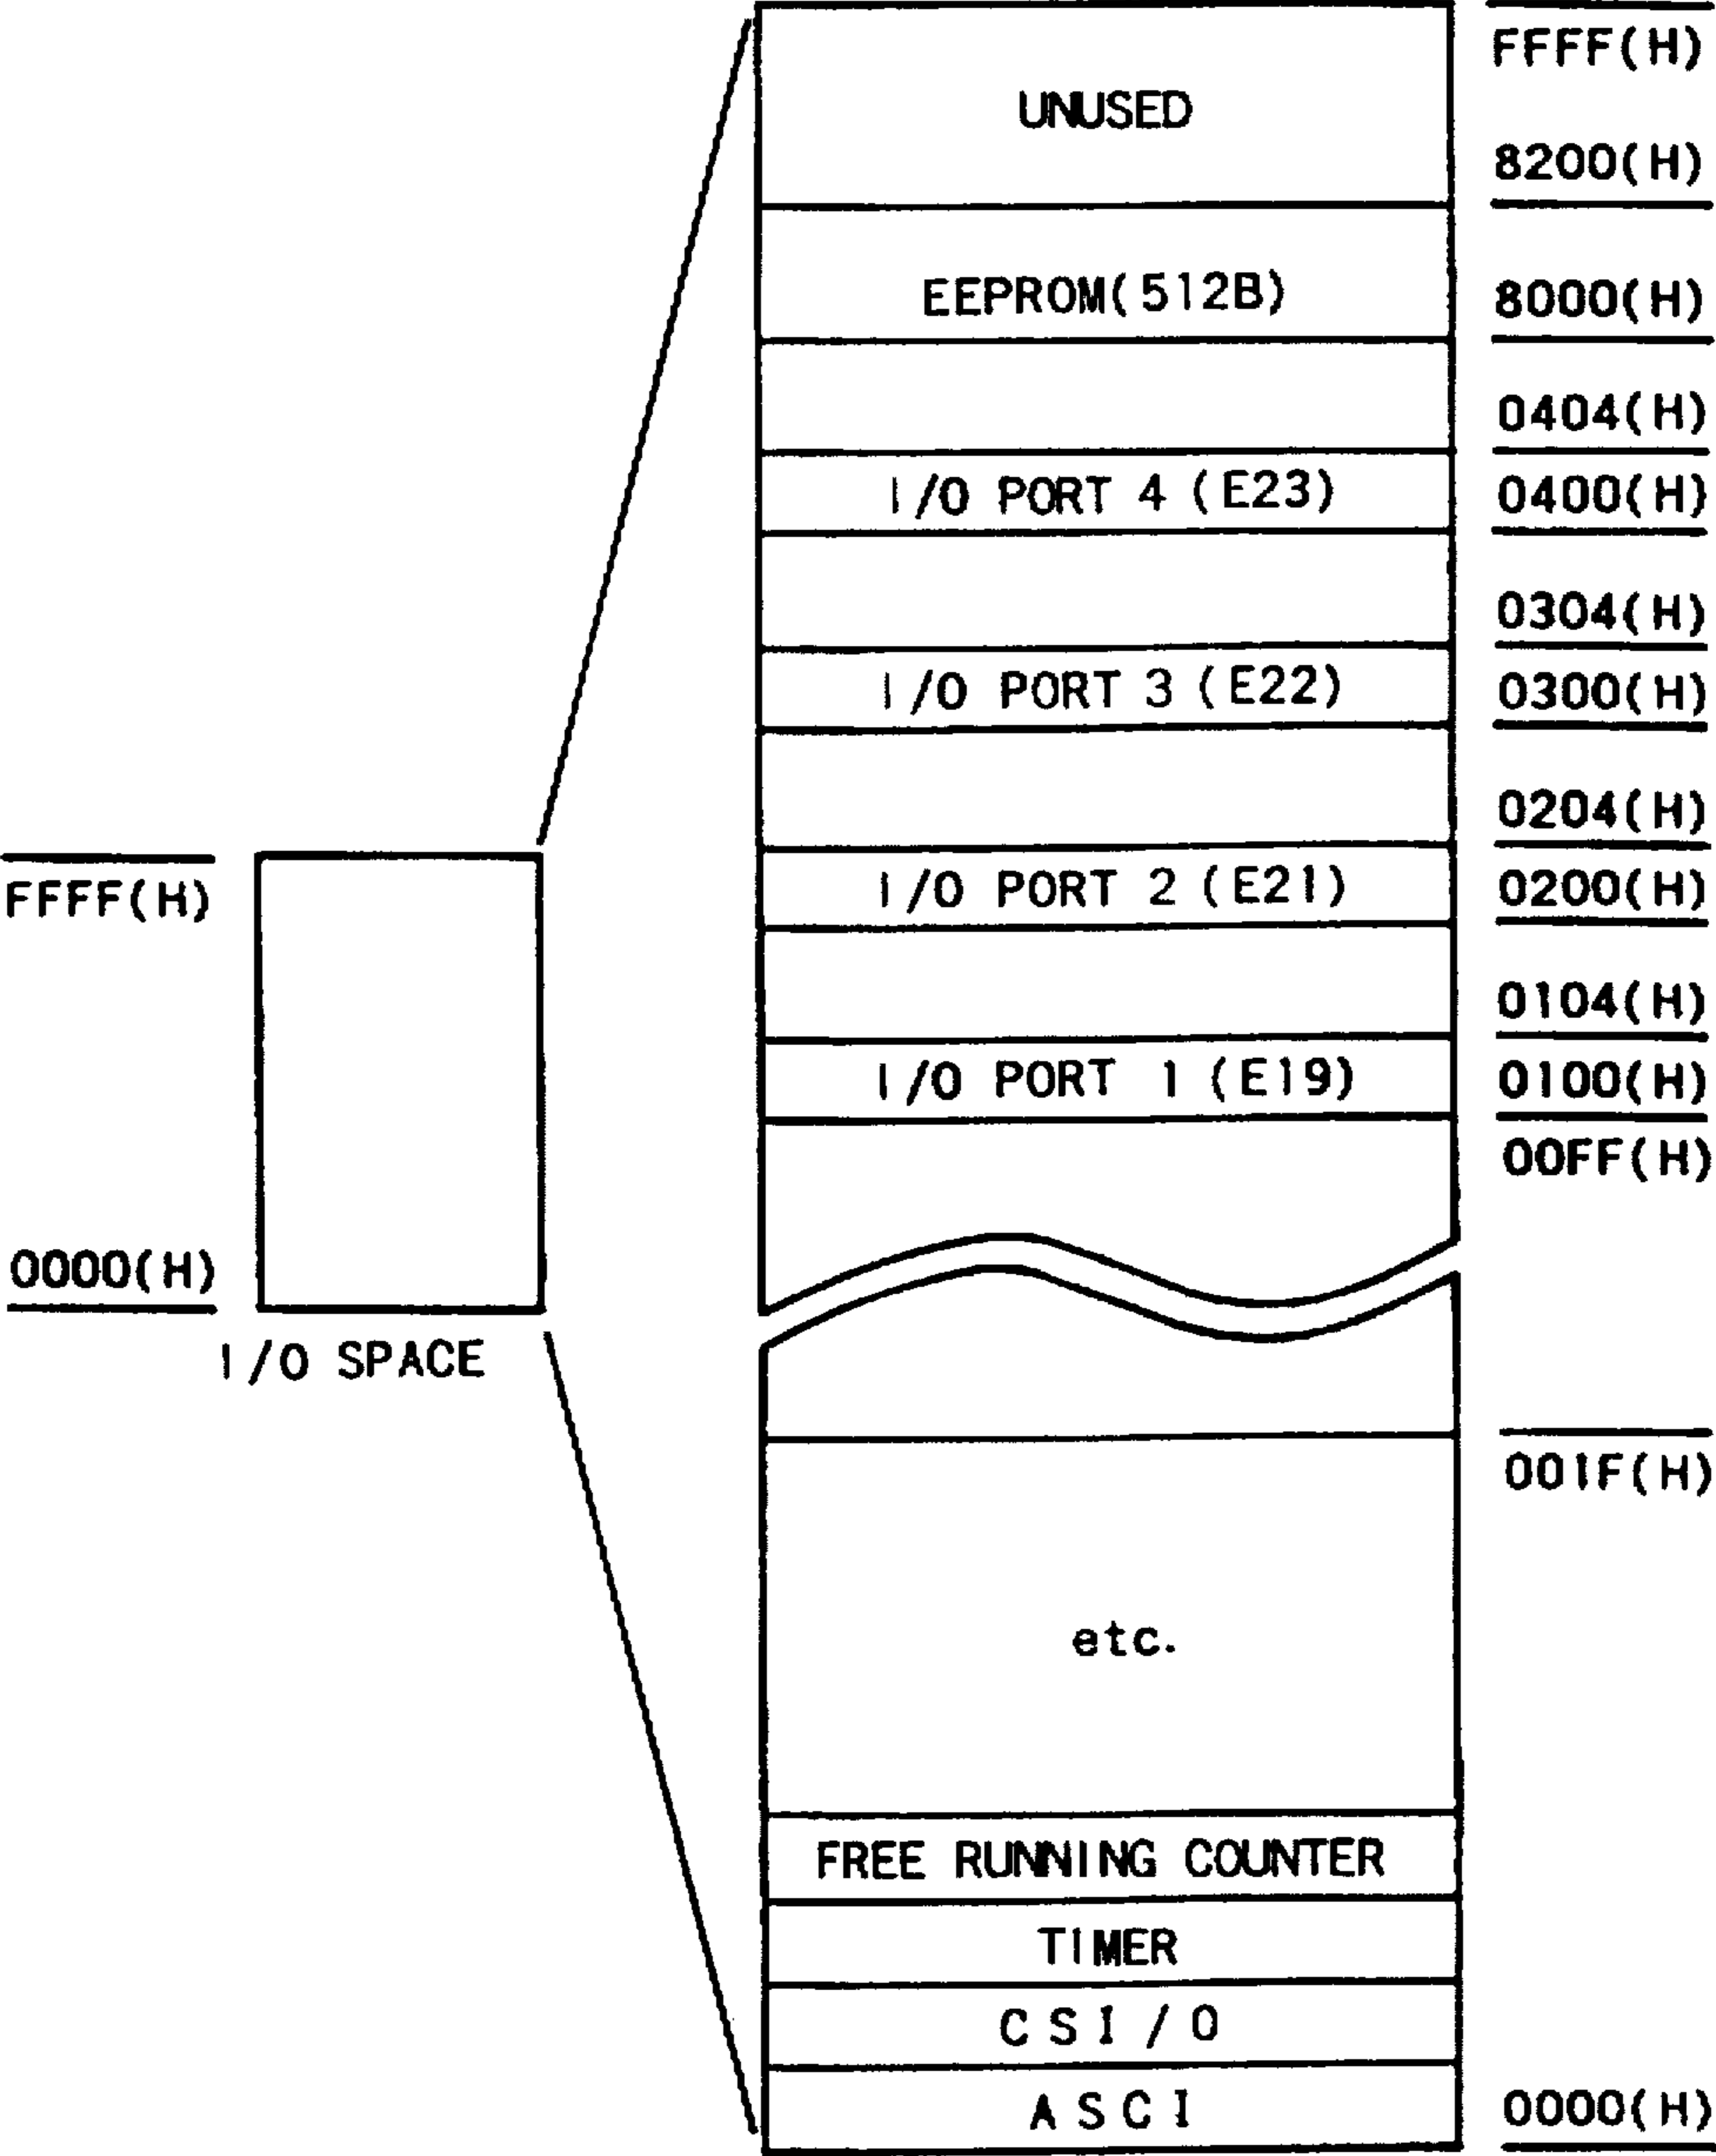 FFFF(H)
UNUSED
8200(H)
EEPROM(512B)
8000(H)
0404(H)
I/O PORT 4 (E23)
0400(H)
0304(H)
I/O PORT 3 (E22)
0300(H)
0204(H)
I/O PORT 2 (E21)
0200(H)
0104(H)
I/O PORT 1 (E19)
0100(H)
00FF(H)
FFFF(H)
0000(H)
I/O SPACE
001F(H)
etc.
FREE RUNNING COUNTER
TIMER
CSI/O
ASCI
0000(H)